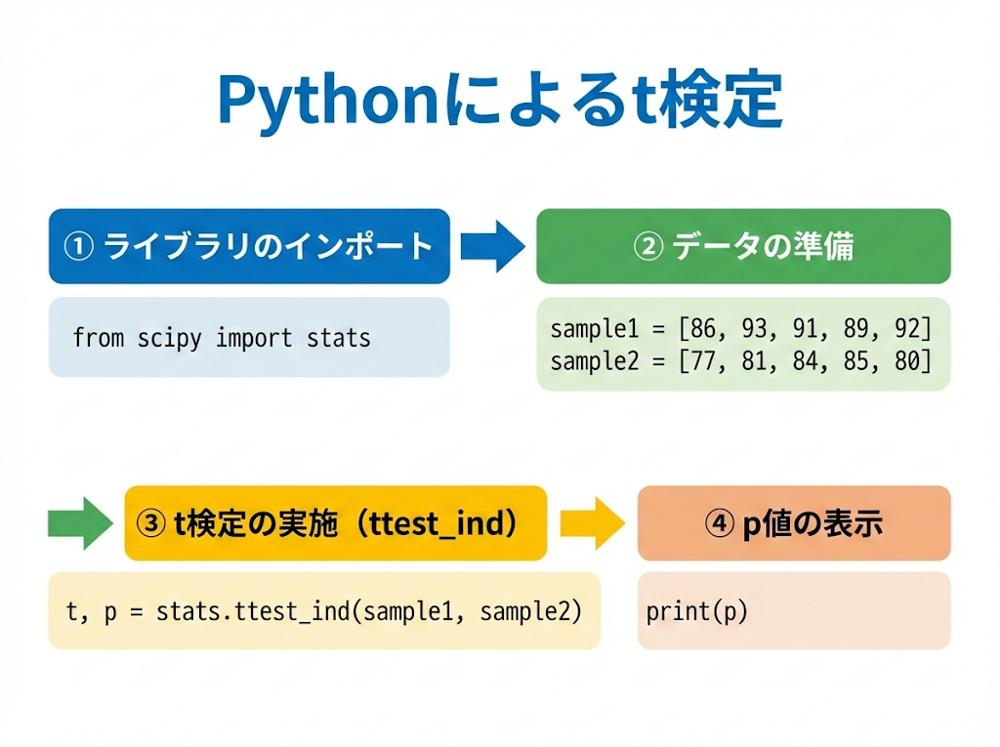 Pythonによるt検定
① ライブラリのインポート
from scipy import stats
② データの準備
sample1 = [86, 93, 91, 89, 92]
sample2 = [77, 81, 84, 85, 80]
③ t検定の実施（ttest_ind）
t, p = stats.ttest_ind(sample1, sample2)
④ p値の表示
print(p)